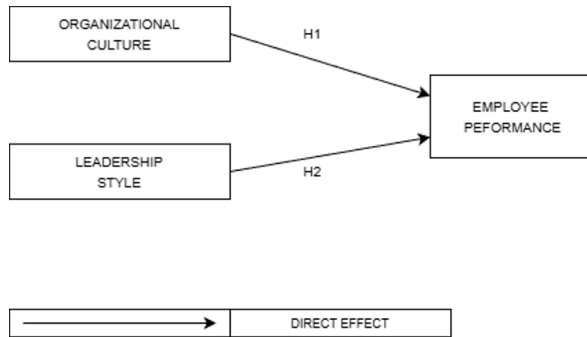 ORGANIZATIONAL
CULTURE
H1
EMPLOYEE
PEFORMANCE
LEADERSHIP
STYLE
H2
DIRECT EFFECT